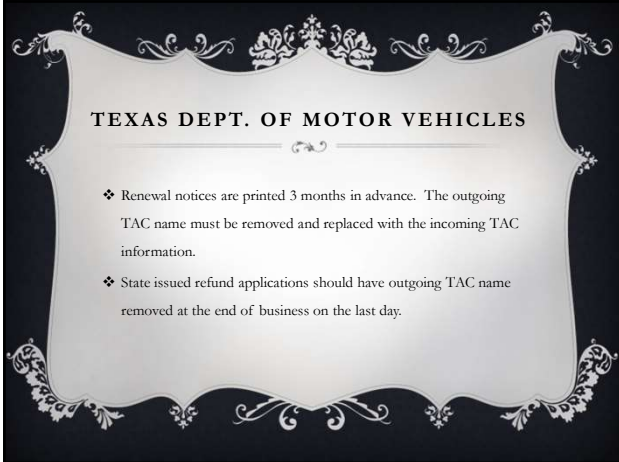 TEXAS DEPT. OF MOTOR VEHICLES
❖ Renewal notices are printed 3 months in advance. The outgoing
TAC name must be removed and replaced with the incoming TAC
information.
❖ State issued refund applications should have outgoing TAC name
removed at the end of business on the last day.